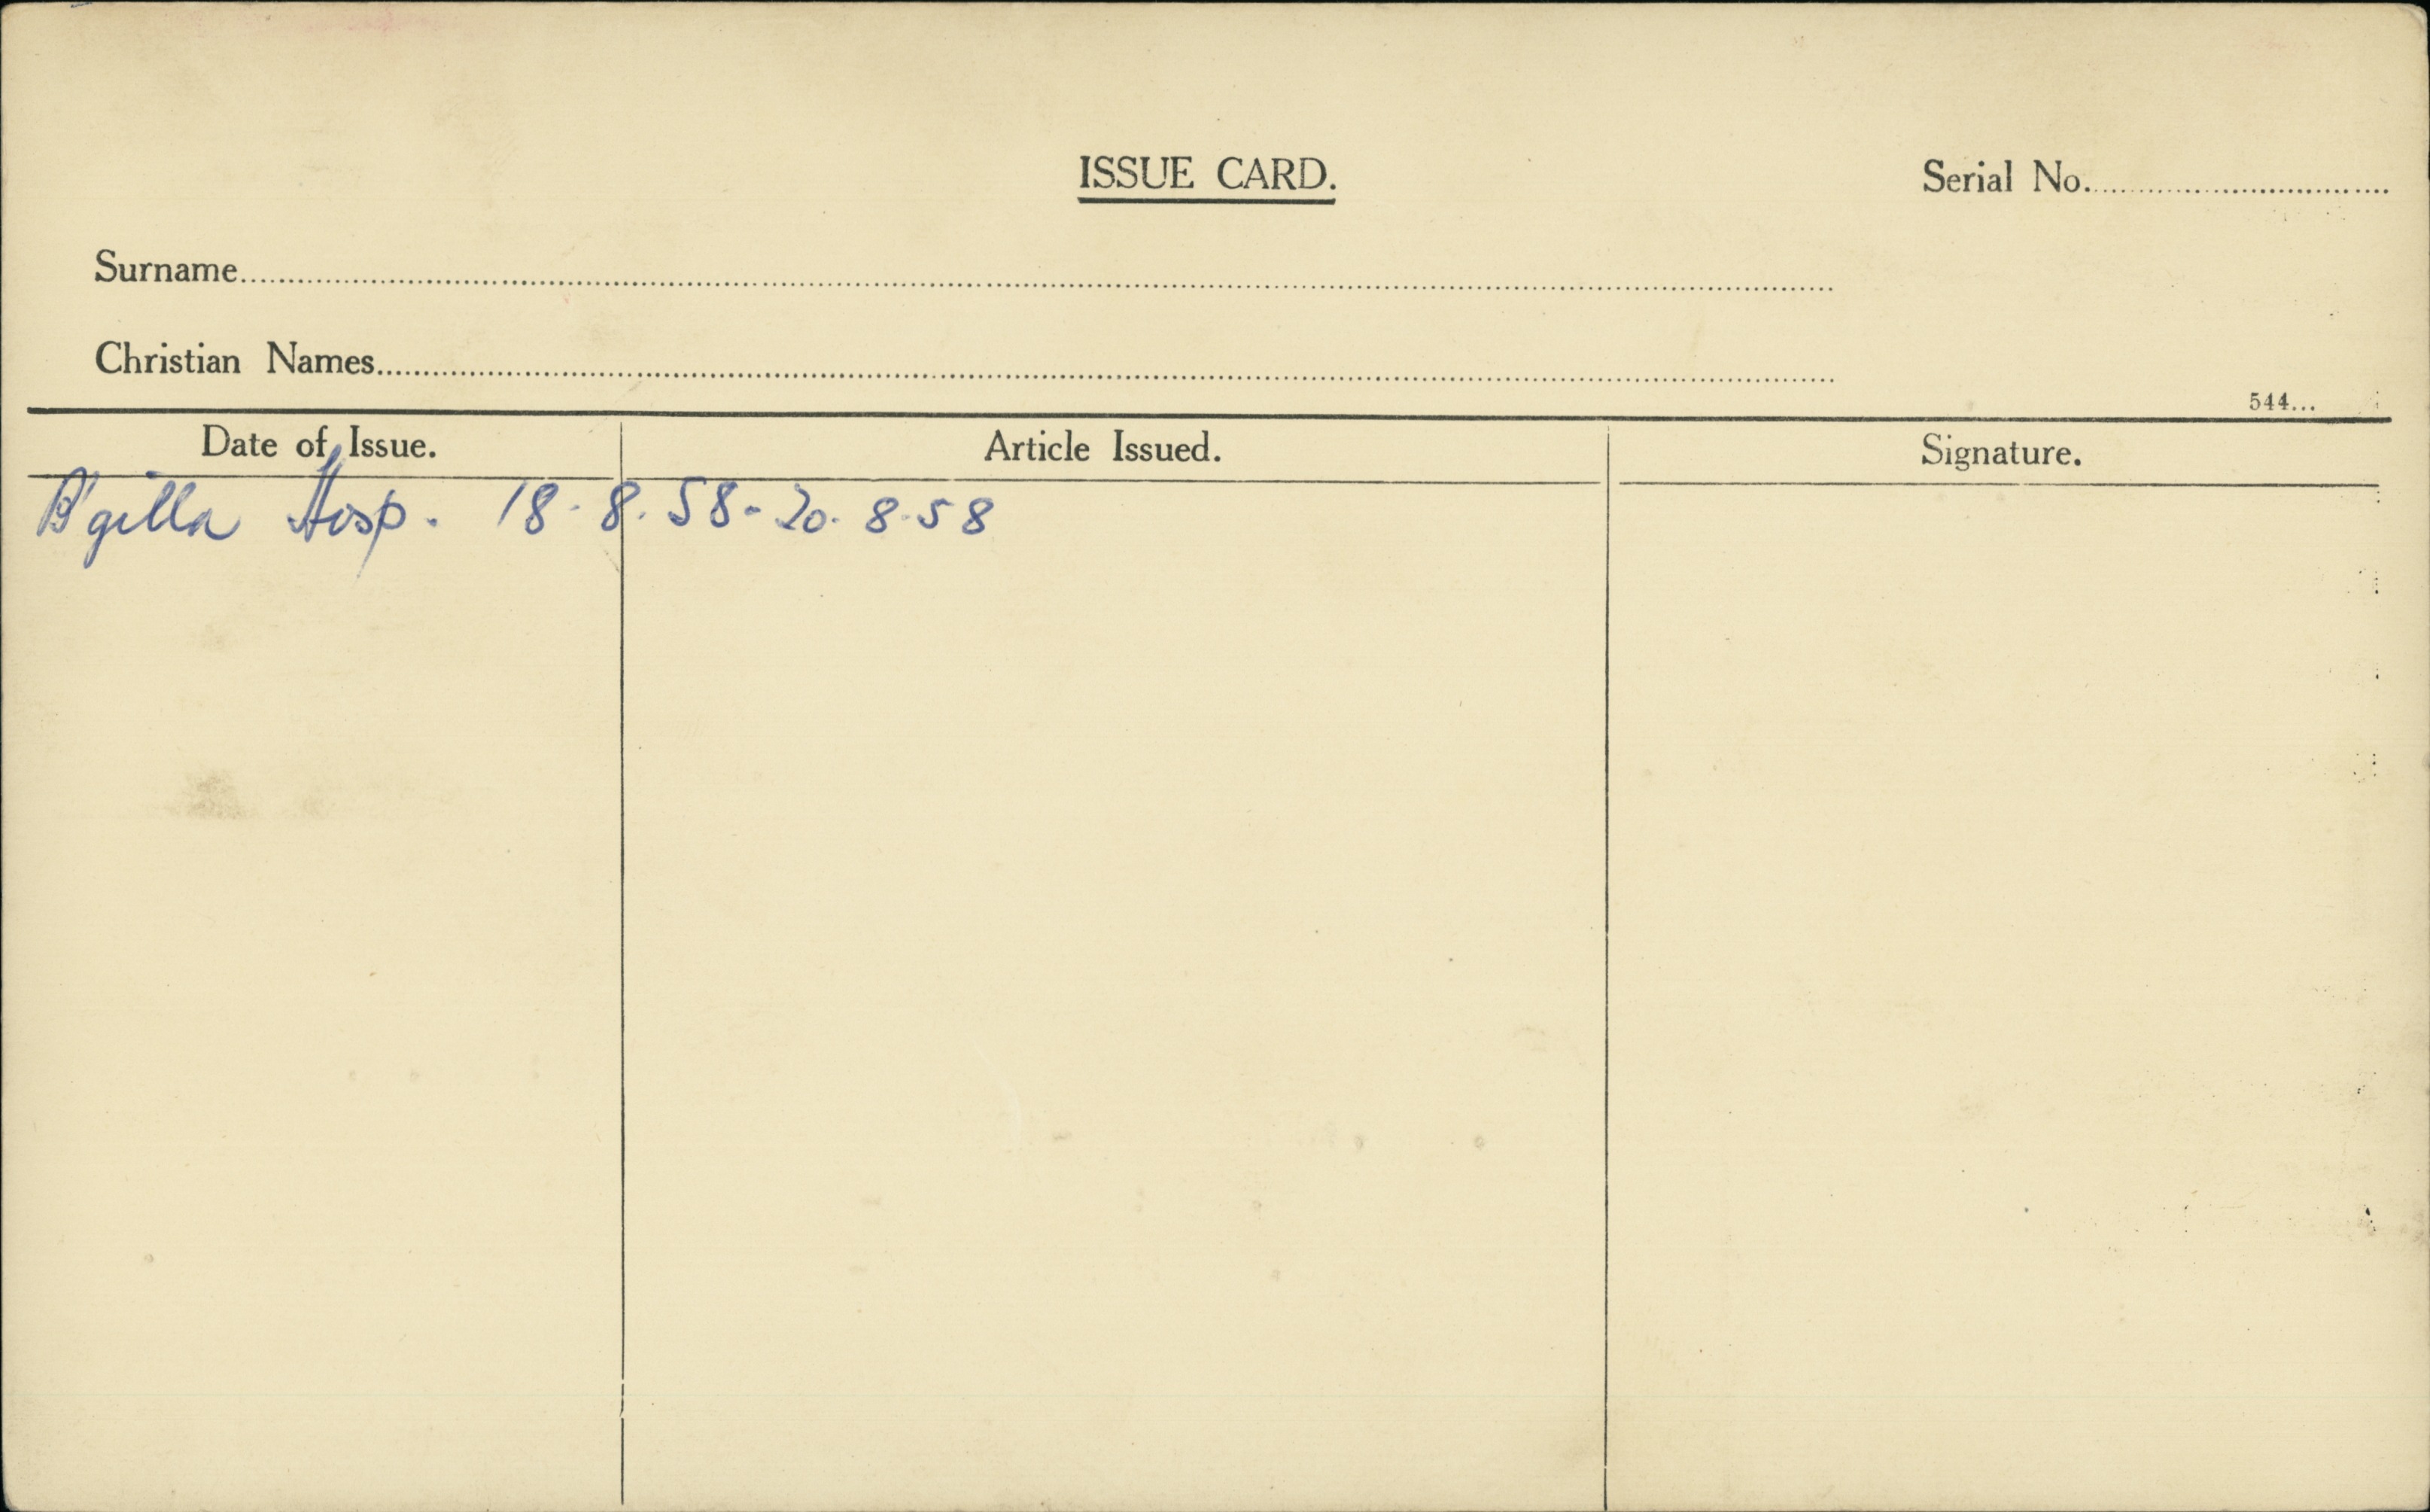 ISSUE CARD.
Serial No.
Surname
Christian Names
544...
Date of Issue. Article Issued. Signature.
B'gilla Hosp. 18.8.58-20.8.58